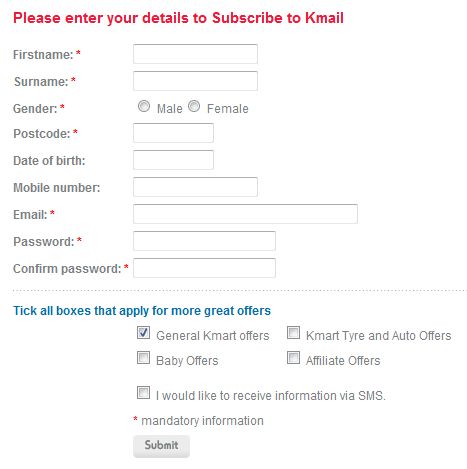 Please enter your details to Subscribe to Kmail
Firstname: *
Surname: *
Gender: * Male Female
Postcode: *
Date of birth:
Mobile number:
Email: *
Password: *
Confirm password: *
Tick all boxes that apply for more great offers
General Kmart offers Kmart Tyre and Auto Offers
Baby Offers Affiliate Offers
I would like to receive information via SMS.
* mandatory information
Submit